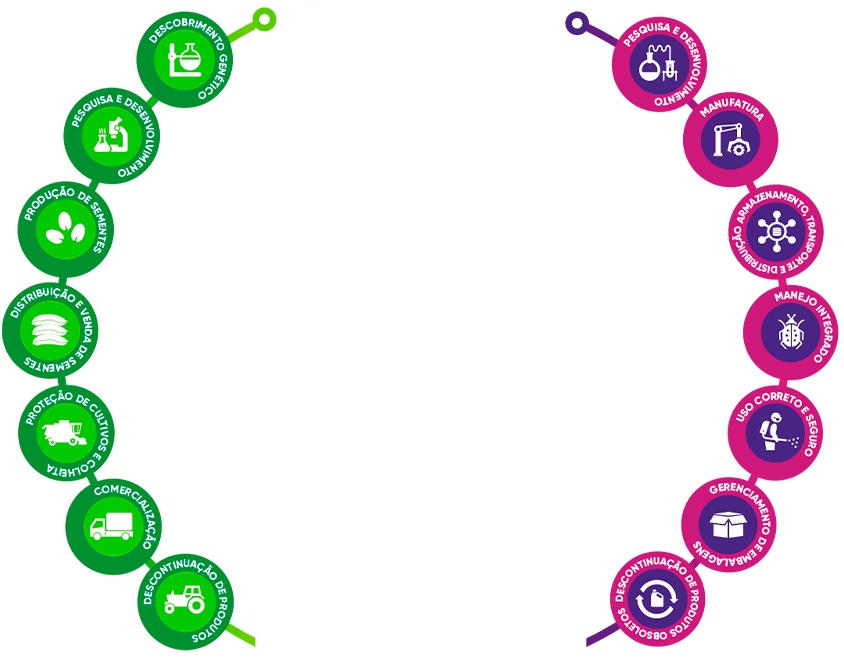 DESCOBRIMENTO GENÉTICO
PESQUISA E DESENVOLVIMENTO
PRODUÇÃO DE SEMENTES
DISTRIBUIÇÃO E VENDA DE SEMENTES
PROTEÇÃO DE CULTIVOS E COLHEITA
COMERCIALIZAÇÃO
DESCONTINUAÇÃO DE PRODUTOS
PESQUISA E DESENVOLVIMENTO
MANUFATURA
ARMAZENAMENTO, TRANSPORTE E DISTRIBUIÇÃO
MANEJO INTEGRADO
USO CORRETO E SEGURO
GERENCIAMENTO DE EMBALAGENS
DESCONTINUAÇÃO DE PRODUTOS OBSOLETOS